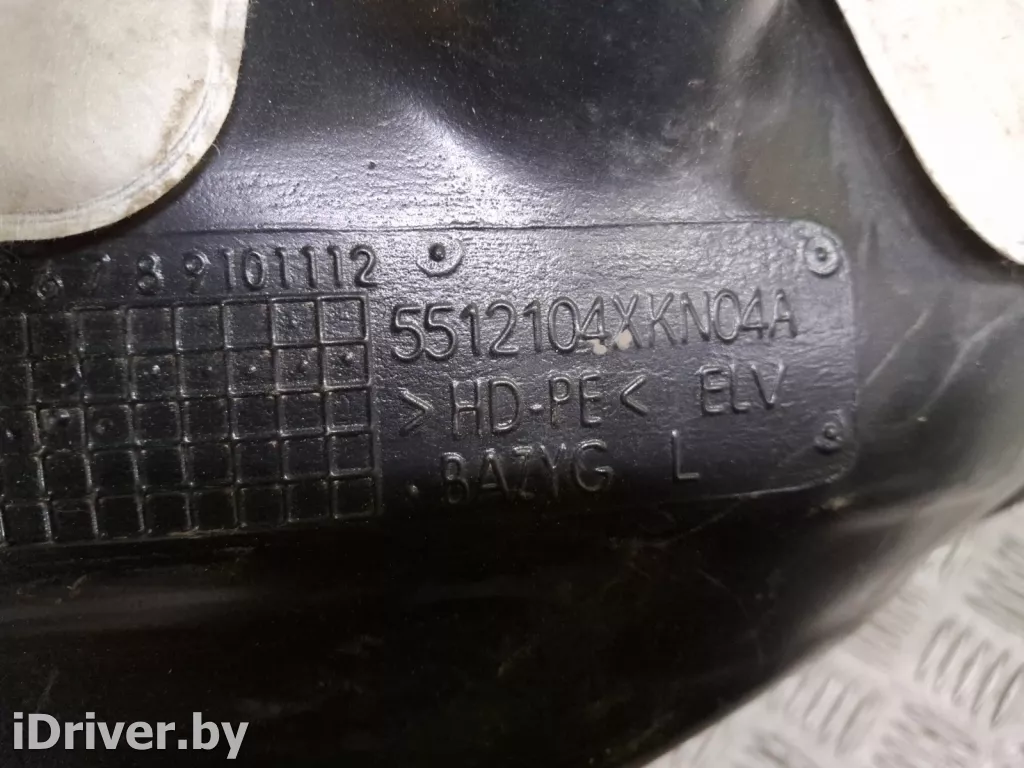 6 7 8 9 10 11 12
5512104XKN04A
>HD-PE< ELV
BAZYG L
iDriver.by